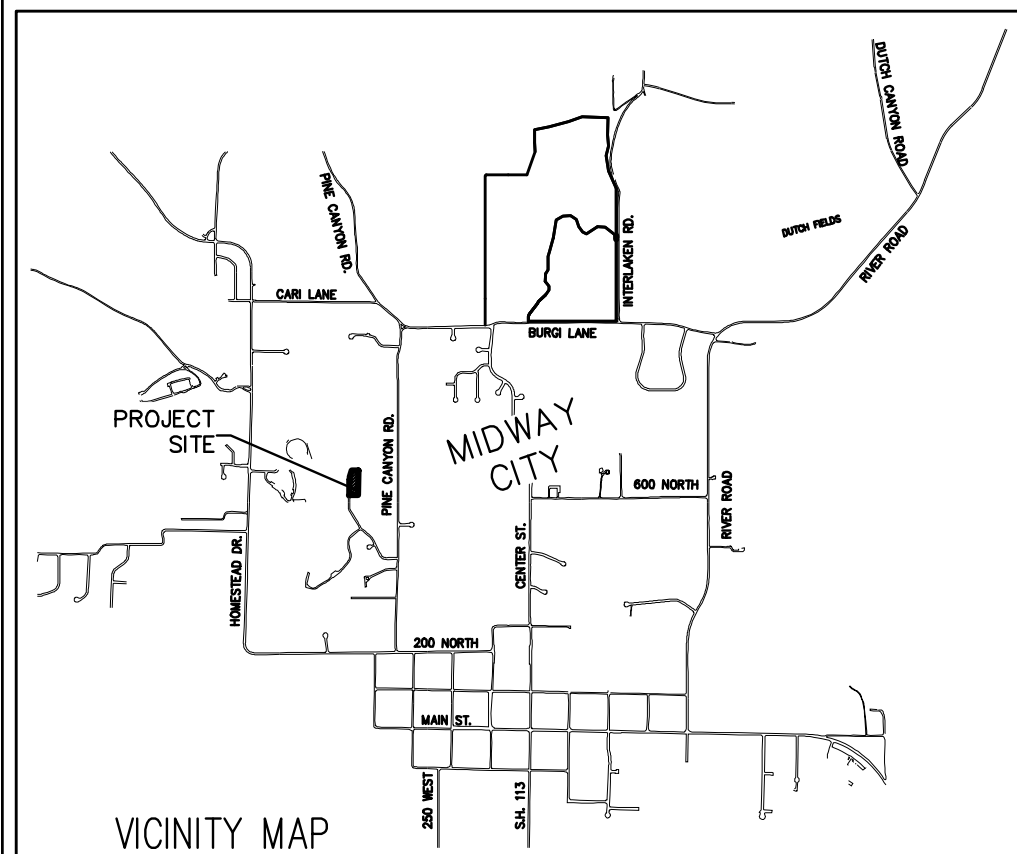 DUTCH CANYON ROAD
PINE CANYON RD.
DUTCH FIELDS
INTERLAKEN RD.
RIVER ROAD
CARI LANE
BURGI LANE
PROJECT
SITE
MIDWAY
CITY
PINE CANYON RD.
600 NORTH
RIVER ROAD
CENTER ST.
HOMESTEAD DR.
200 NORTH
MAIN ST.
250 WEST
S.H. 113
VICINITY MAP